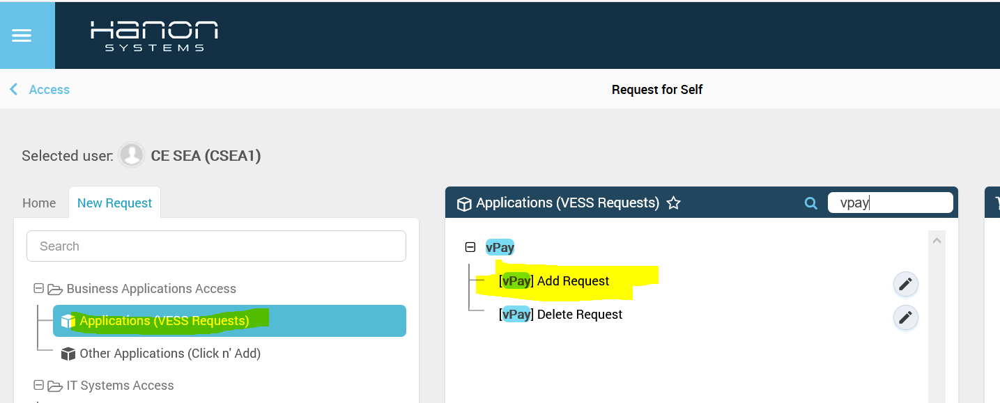 Hanon
SYSTEMS
Access
Request for Self
Selected user: CE SEA (CSEA1)
Home
New Request
Search
Business Applications Access
Applications (VESS Requests)
Other Applications (Click n' Add)
IT Systems Access
Applications (VESS Requests)
vpay
vPay
[vPay] Add Request
[vPay] Delete Request